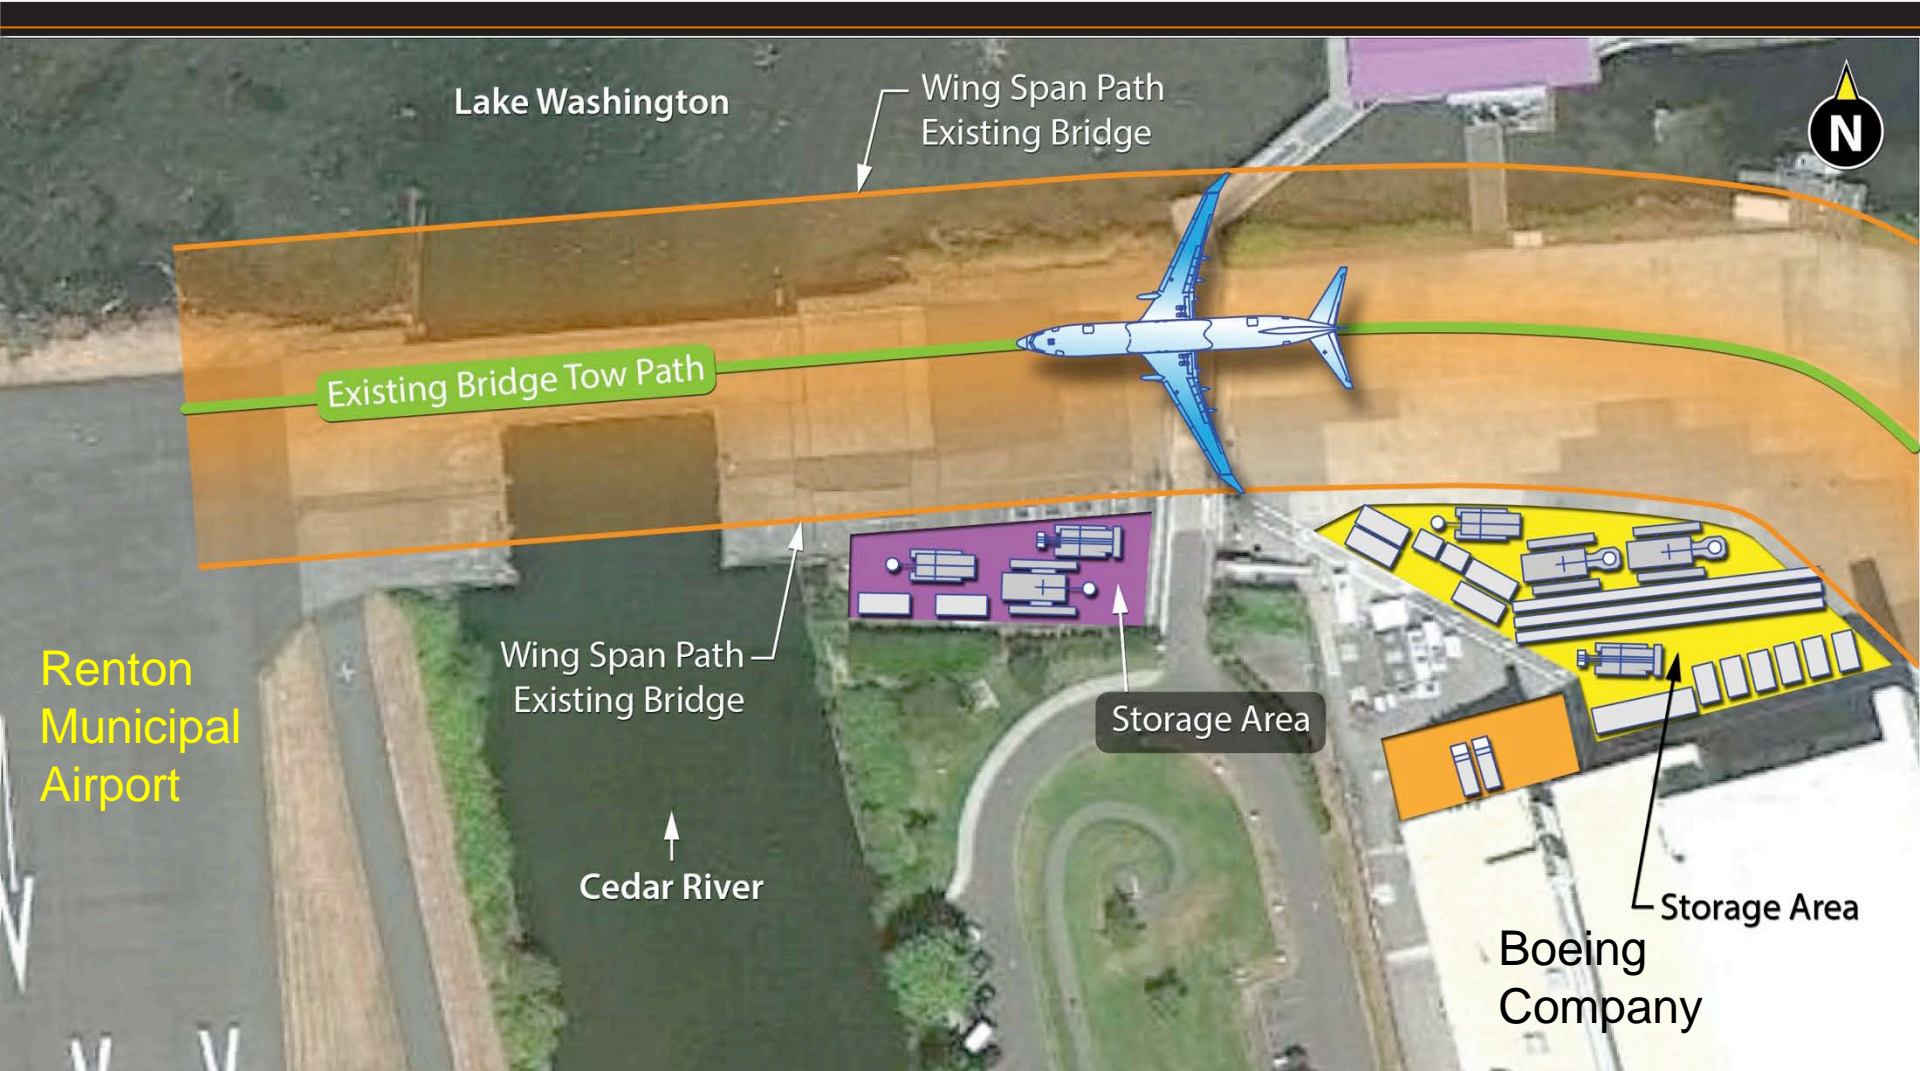 Lake Washington
Wing Span Path
Existing Bridge
N
Existing Bridge Tow Path
Wing Span Path
Existing Bridge
Renton
Municipal
Airport
Storage Area
Cedar River
Storage Area
Boeing
Company